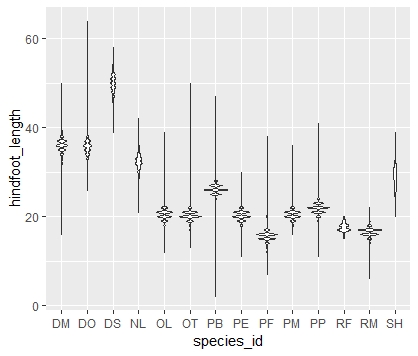 60
40
20
0
hindfoot_length
DM DO DS NL OL OT PB PE PF PM PP RF RM SH
species_id